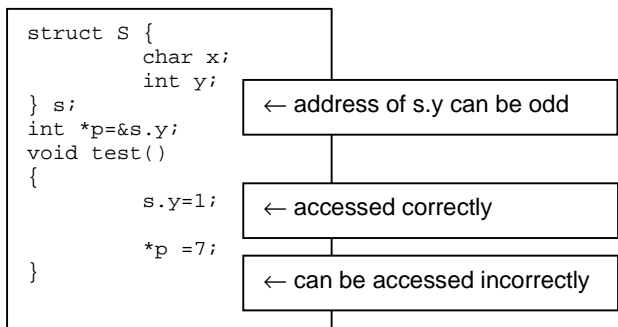 struct S {
char x;
int y;
} s;
← address of s.y can be odd
int *p=&s.y;
void test()
{
s.y=1;
← accessed correctly
*p =7;
}
← can be accessed incorrectly